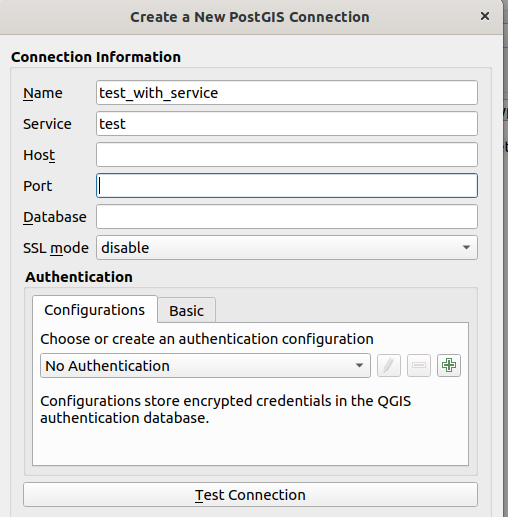 Create a New PostGIS Connection
Connection Information
Name test_with_service
Service test
Host
Port
Database
SSL mode disable
Authentication
Configurations Basic
Choose or create an authentication configuration
No Authentication
Configurations store encrypted credentials in the QGIS
authentication database.
Test Connection